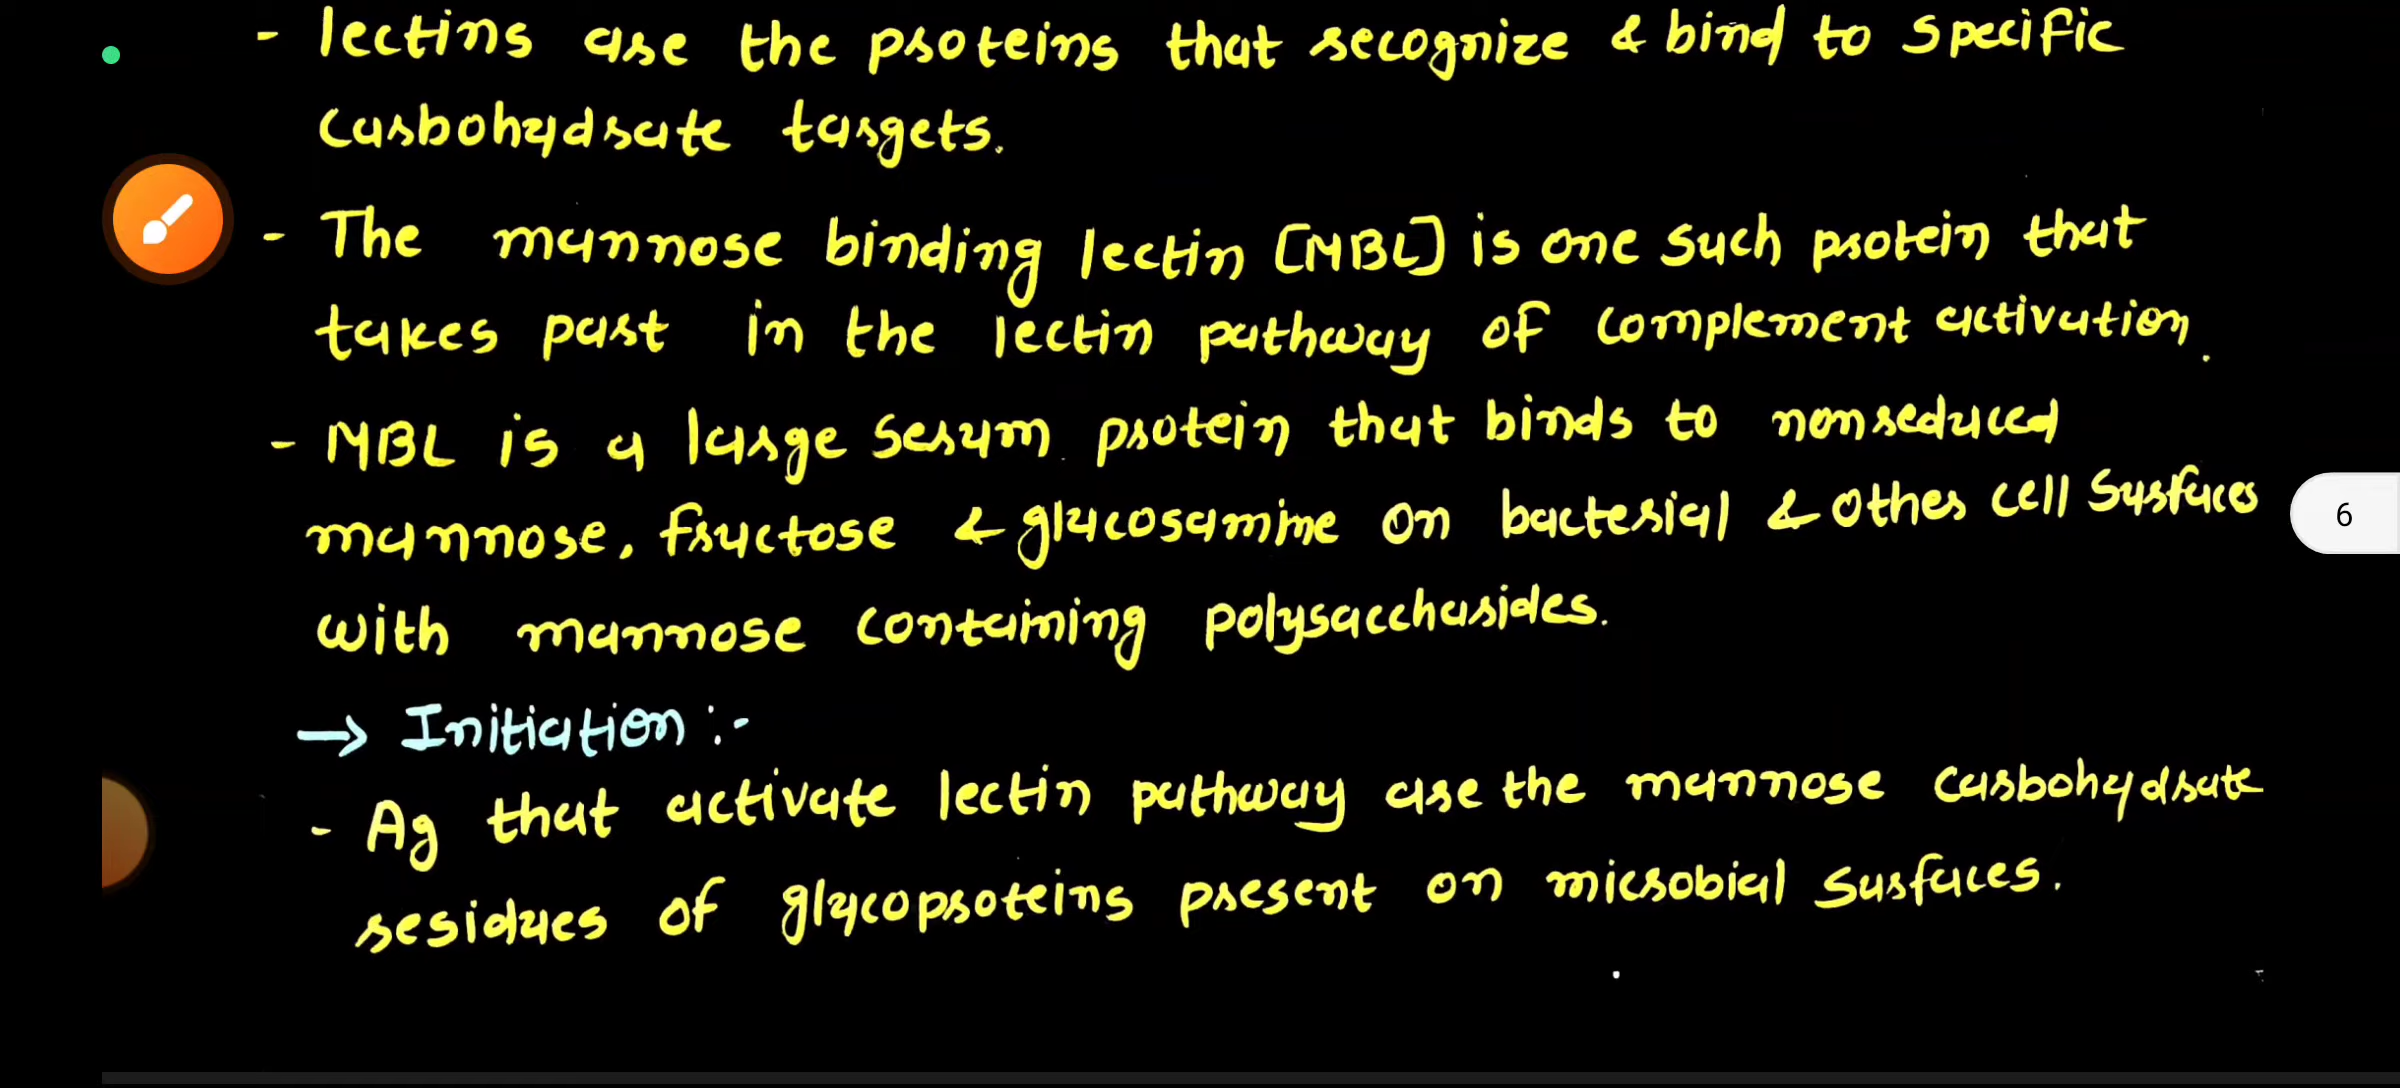 - lectins are the proteins that recognize & bind to specific
carbohydrate targets.
- The mannose binding lectin [MBL] is one such protein that
takes part in the lectin pathway of complement activation.
- MBL is a large serum protein that binds to nonreduced
mannose, fructose & glucosamine on bacterial & other cell surfaces
with mannose containing polysaccharides.
6
→ Initiation :-
- Ag that activate lectin pathway are the mannose carbohydrate
residues of glycoproteins present on microbial surfaces.